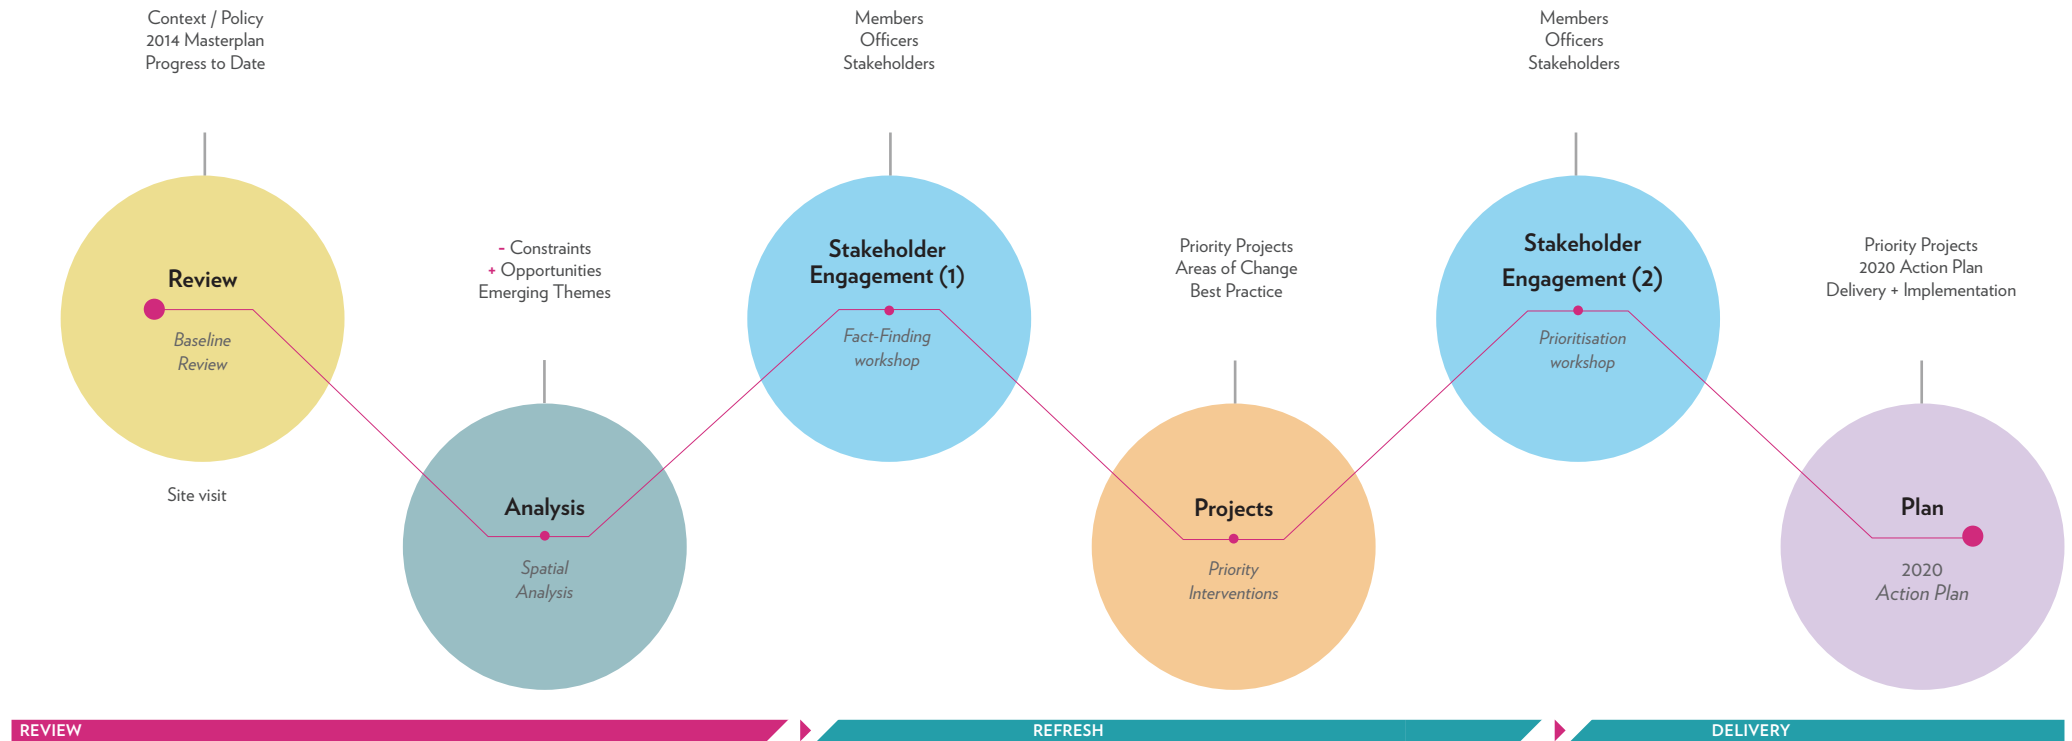 Context / Policy
2014 Masterplan
Progress to Date
Review
Baseline
Review
Site visit
- Constraints
+ Opportunities
Emerging Themes
Analysis
Spatial
Analysis
Members
Officers
Stakeholders
Stakeholder
Engagement (1)
Fact-Finding
workshop
Priority Projects
Areas of Change
Best Practice
Projects
Priority
Interventions
Members
Officers
Stakeholders
Stakeholder
Engagement (2)
Prioritisation
workshop
Priority Projects
2020 Action Plan
Delivery + Implementation
Plan
2020
Action Plan
REVIEW
REFRESH
DELIVERY